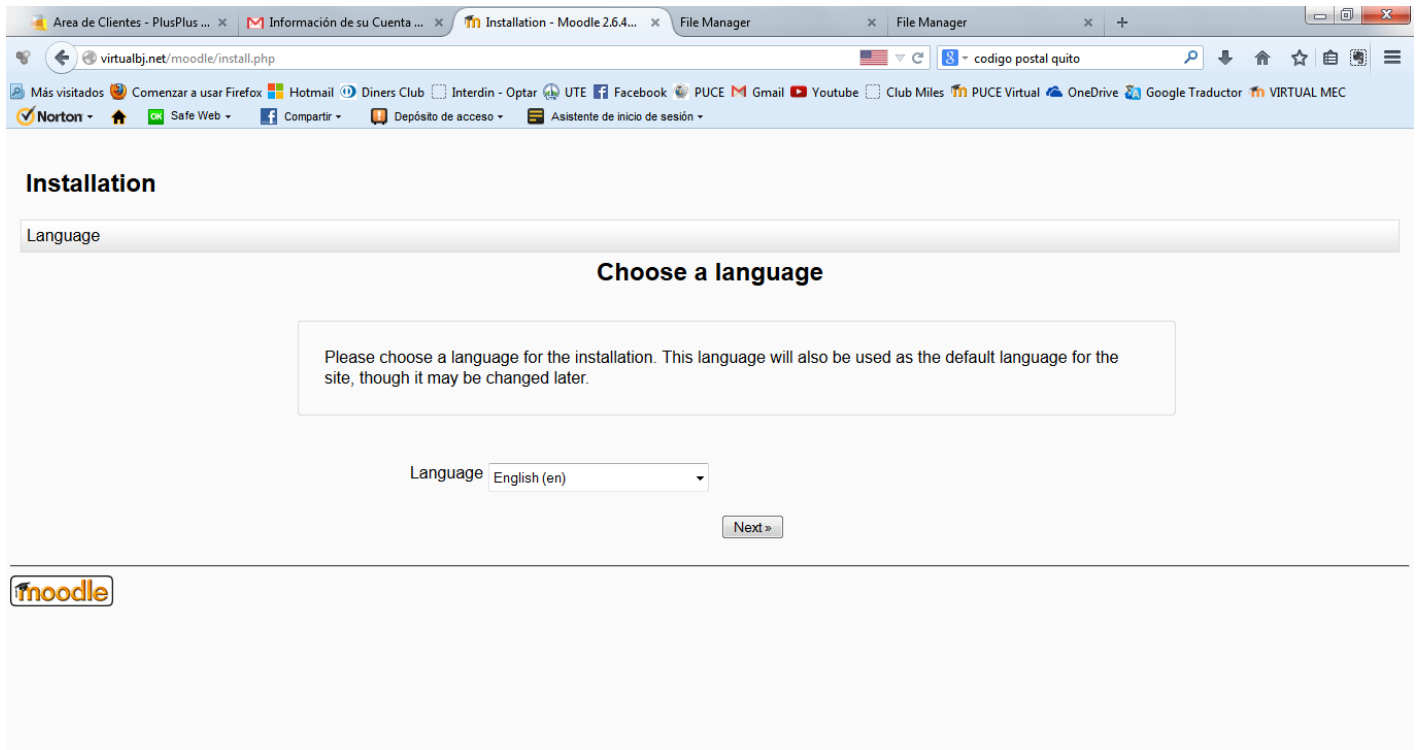 Area de Clientes - PlusPlus ...
Información de su Cuenta ...
Installation - Moodle 2.6.4...
File Manager
File Manager
virtualbj.net/moodle/install.php
codigo postal quito
Más visitados Comenzar a usar Firefox Hotmail Diners Club Interdin - Optar UTE Facebook PUCE Gmail Youtube Club Miles PUCE Virtual OneDrive Google Traductor VIRTUAL MEC
Norton OK Safe Web Compartir Depósito de acceso Asistente de inicio de sesión
Installation
Language
Choose a language
Please choose a language for the installation. This language will also be used as the default language for the
site, though it may be changed later.
Language English (en)
Next »
moodle